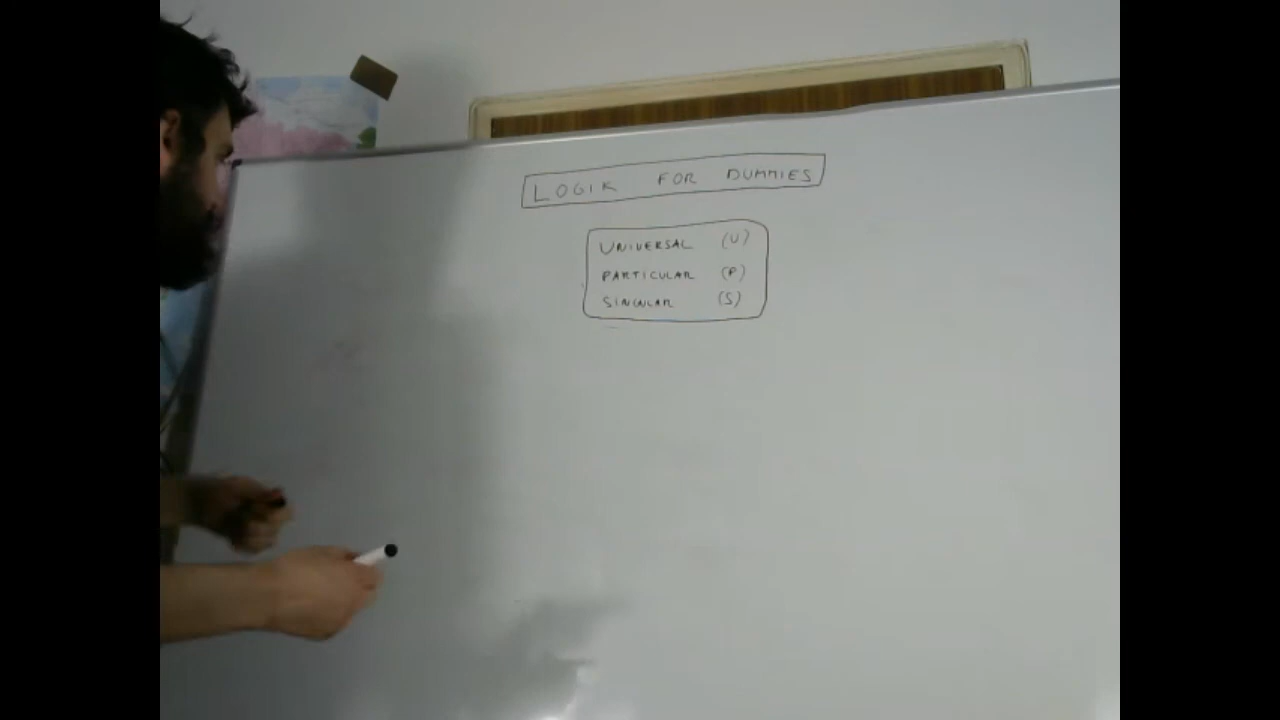 LOGIK FOR DUMMIES
UNIVERSAL (U)
PARTICULAR (P)
SINGULAR (S)